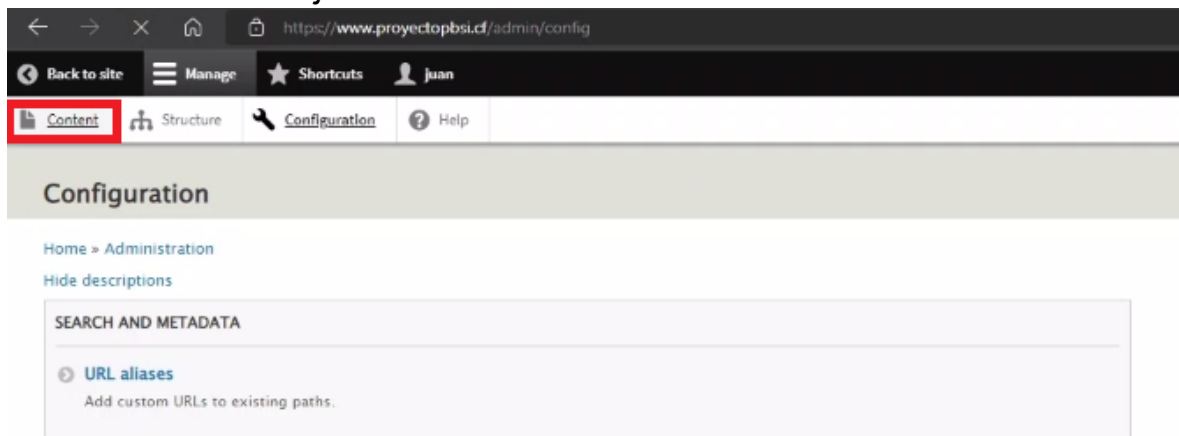 https://www.proyectopbsi.cf/admin/config
Back to site Manage Shortcuts juan
Content Structure Configuration Help
Configuration
Home » Administration
Hide descriptions
SEARCH AND METADATA
URL aliases
Add custom URLs to existing paths.